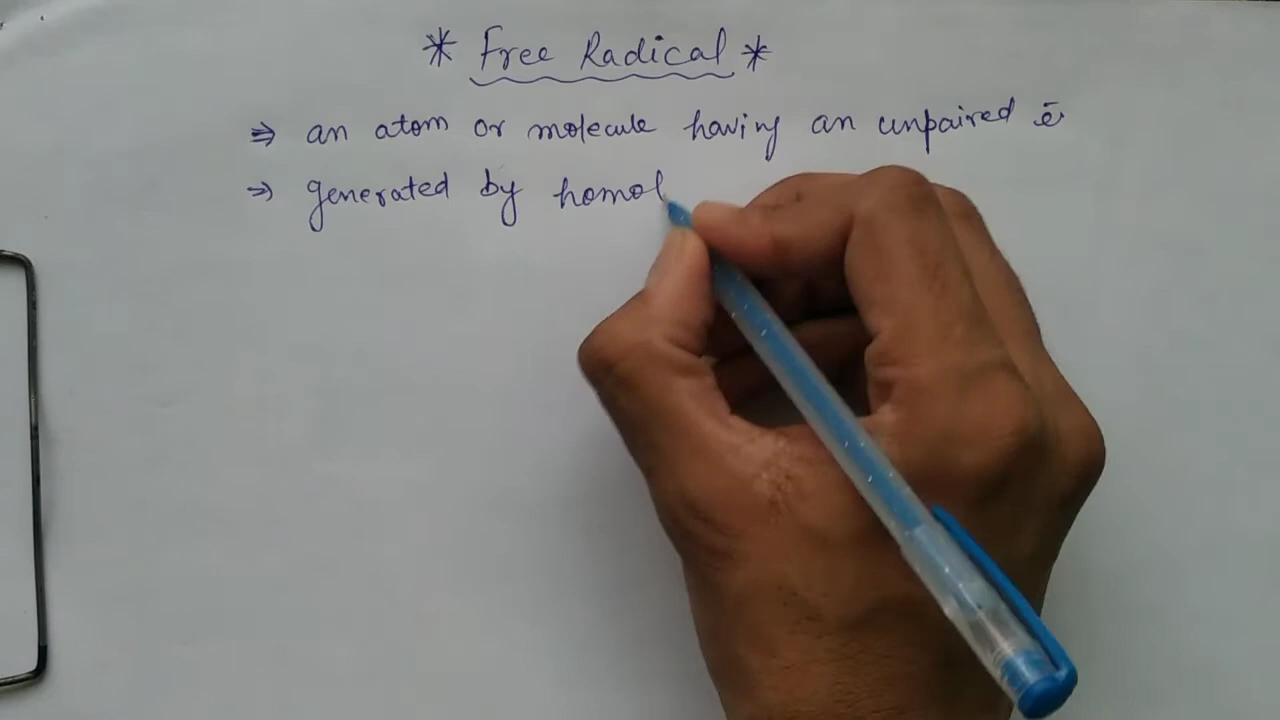 * Free Radical *
⇒ an atom or molecule having an unpaired ē
⇒ generated by homol